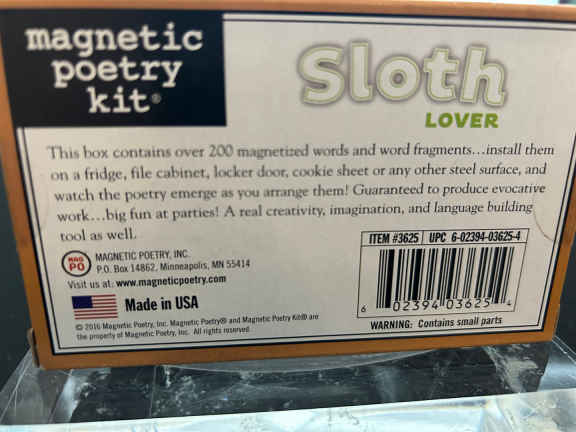 magnetic
poetry
kit®
Sloth
LOVER
This box contains over 200 magnetized words and word fragments...install them
on a fridge, file cabinet, locker door, cookie sheet or any other steel surface, and
watch the poetry emerge as you arrange them! Guaranteed to produce evocative
work...big fun at parties! A real creativity, imagination, and language building
tool as well.
MAG
PO
MAGNETIC POETRY, INC.
P.O. Box 14862, Minneapolis, MN 55414
Visit us at: www.magneticpoetry.com
Made in USA
© 2016 Magnetic Poetry, Inc. Magnetic Poetry® and Magnetic Poetry Kit® are
the property of Magnetic Poetry, Inc. All rights reserved.
ITEM #3625 UPC 6-02394-03625-4
6 02394 03625 4
WARNING: Contains small parts